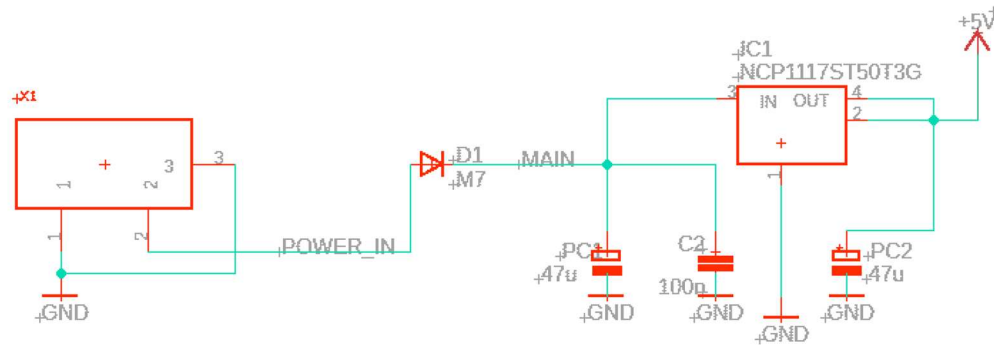 +5V
IC1
NCP1117ST50T3G
3
IN
OUT
4
2
1
X1
3
3
1
2
1
2
POWER_IN
D1
M7
MAIN
PC1
47u
C2
100n
PC2
47u
GND
GND
GND
GND
GND